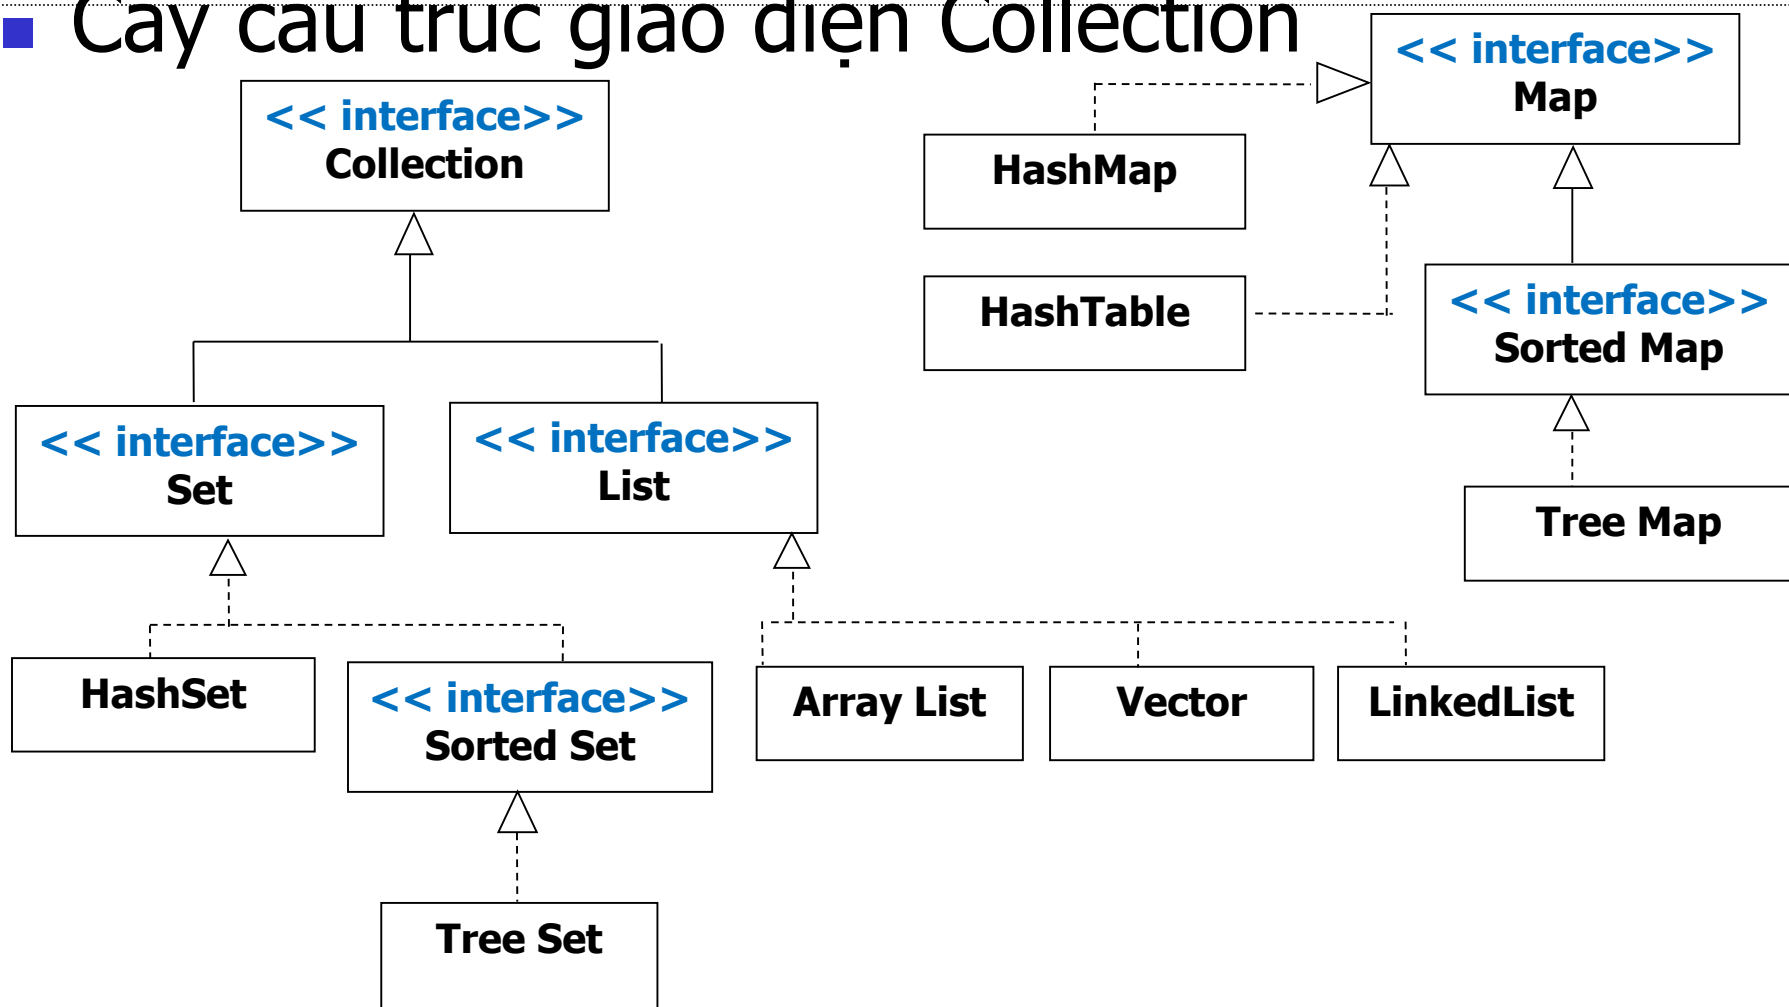 Cây cấu trúc giao diện Collection
<< interface>>
Collection
<< interface>>
Map
HashMap
HashTable
<< interface>>
Sorted Map
<< interface>>
Set
<< interface>>
List
Tree Map
HashSet
<< interface>>
Sorted Set
Array List
Vector
LinkedList
Tree Set